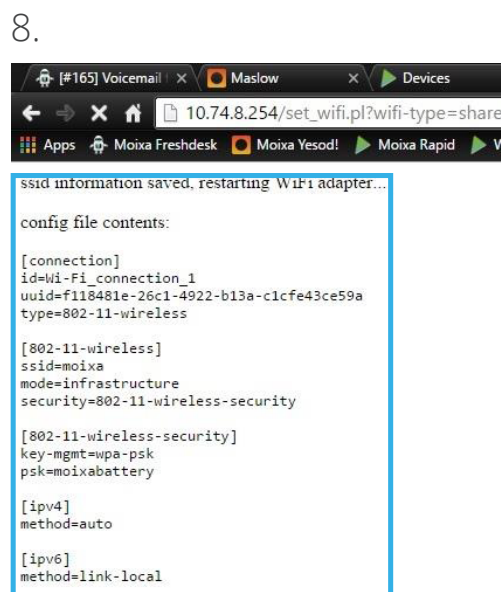 8.
[#165] Voicemail
Maslow
Devices
10.74.8.254/set_wifi.pl?wifi-type=share
Apps Moixa Freshdesk Moixa Yesod! Moixa Rapid
ssid information saved, restarting WiFi adapter...
config file contents:
[connection]
id=Wi-Fi_connection_1
uuid=f118481e-26c1-4922-b13a-c1cfe43ce59a
type=802-11-wireless
[802-11-wireless]
ssid=moixa
mode=infrastructure
security=802-11-wireless-security
[802-11-wireless-security]
key-mgmt=wpa-psk
psk=moixabattery
[ipv4]
method=auto
[ipv6]
method=link-local